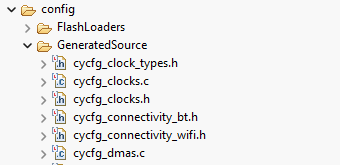 config
FlashLoaders
GeneratedSource
cycfg_clock_types.h
cycfg_clocks.c
cycfg_clocks.h
cycfg_connectivity_bt.h
cycfg_connectivity_wifi.h
cycfg_dmas.c